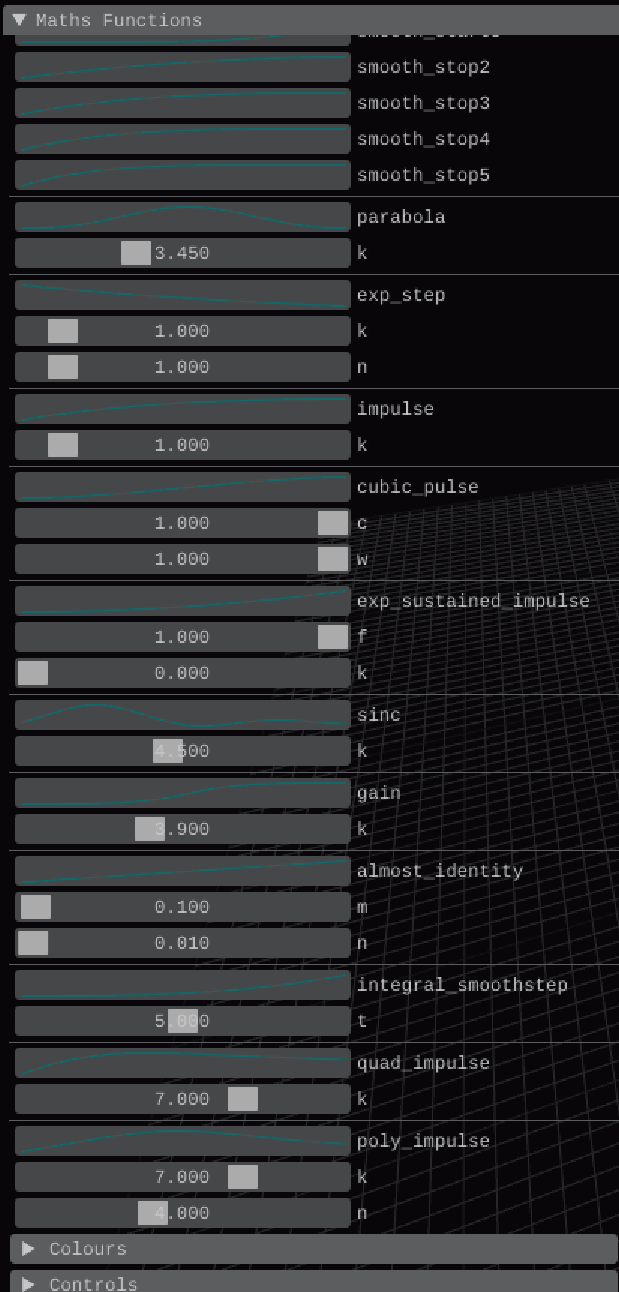 Maths Functions
smooth_stop2
smooth_stop3
smooth_stop4
smooth_stop5
parabola
3.450 k
exp_step
1.000 k
1.000 n
impulse
1.000 k
cubic_pulse
1.000 c
1.000 w
exp_sustained_impulse
1.000 f
0.000 k
sinc
4.500 k
gain
3.900 k
almost_identity
0.100 m
0.010 n
integral_smoothstep
5.000 t
quad_impulse
7.000 k
poly_impulse
7.000 k
4.000 n
Colours
Controls